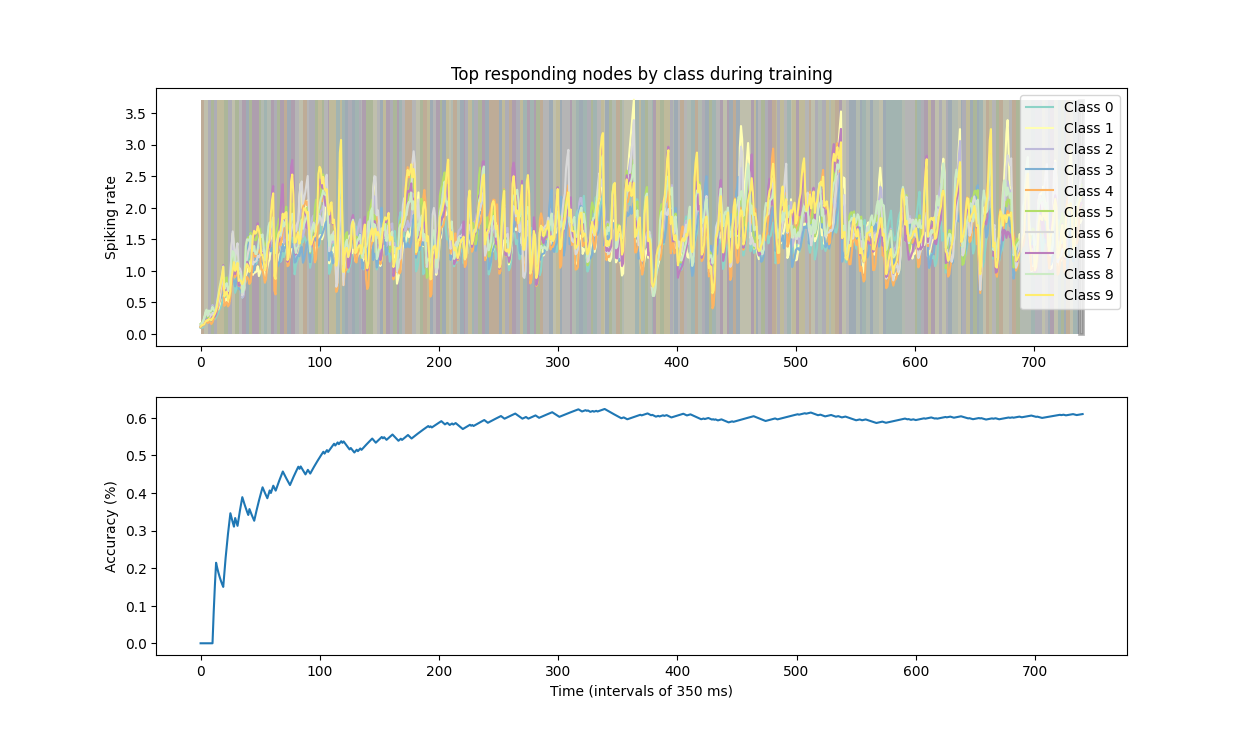 Top responding nodes by class during training
Spiking rate
3.5
3.0
2.5
2.0
1.5
1.0
0.5
0.0
0 100 200 300 400 500 600 700
Class 0
Class 1
Class 2
Class 3
Class 4
Class 5
Class 6
Class 7
Class 8
Class 9
Accuracy (%)
0.6
0.5
0.4
0.3
0.2
0.1
0.0
0 100 200 300 400 500 600 700
Time (intervals of 350 ms)